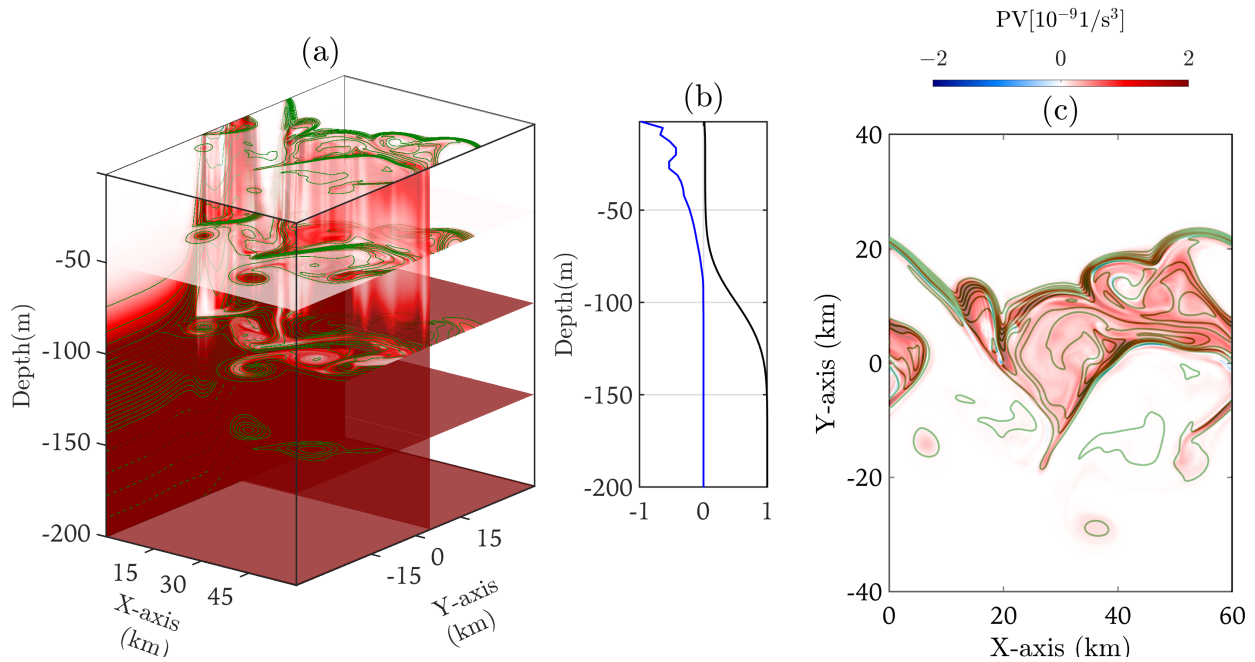 PV[10⁻⁹1/s³]
−2 0 2
(a)
(b)
(c)
-50
-100
-150
-200
Depth(m)
15
30
45
X-axis
(km)
-15
0
15
Y-axis
(km)
Depth(m)
-50
-100
-150
-200
-1 0 1
Y-axis (km)
40
20
0
-20
-40
0 20 40 60
X-axis (km)